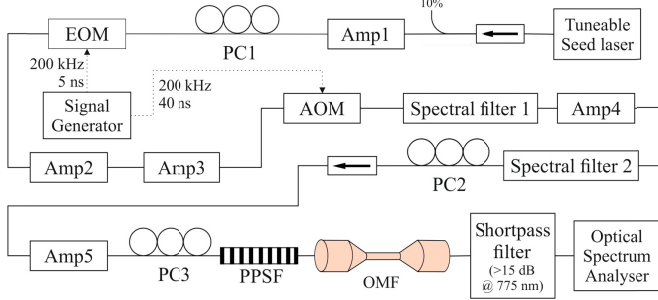 10%
EOM
PC1
Amp1
Tuneable
Seed laser
200 kHz
5 ns
200 kHz
40 ns
Signal
Generator
AOM
Spectral filter 1
Amp4
Amp2
Amp3
PC2
Spectral filter 2
Amp5
PC3
PPSF
OMF
Shortpass
filter
(>15 dB
@ 775 nm)
Optical
Spectrum
Analyser